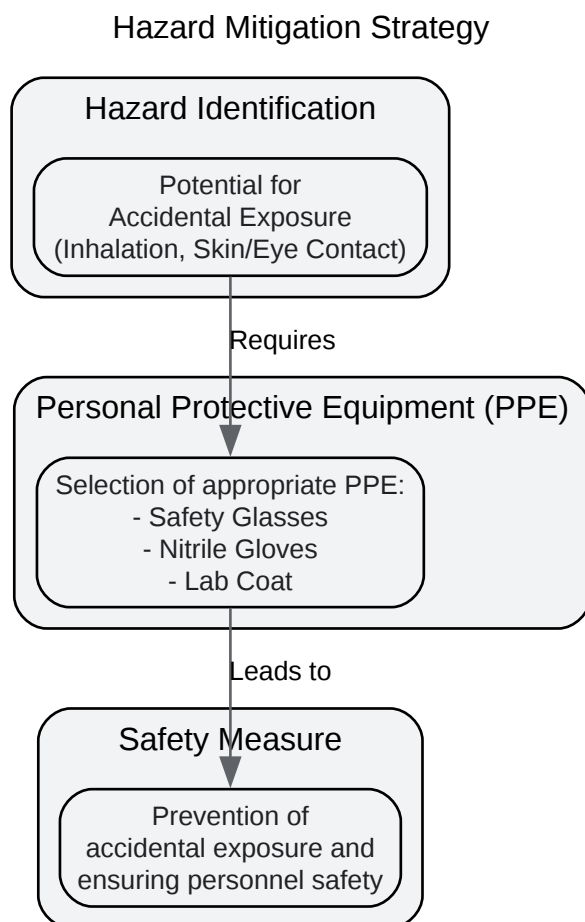 Hazard Mitigation Strategy
Hazard Identification
Potential for
Accidental Exposure
(Inhalation, Skin/Eye Contact)
Requires
Personal Protective Equipment (PPE)
Selection of appropriate PPE:
- Safety Glasses
- Nitrile Gloves
- Lab Coat
Leads to
Safety Measure
Prevention of
accidental exposure and
ensuring personnel safety